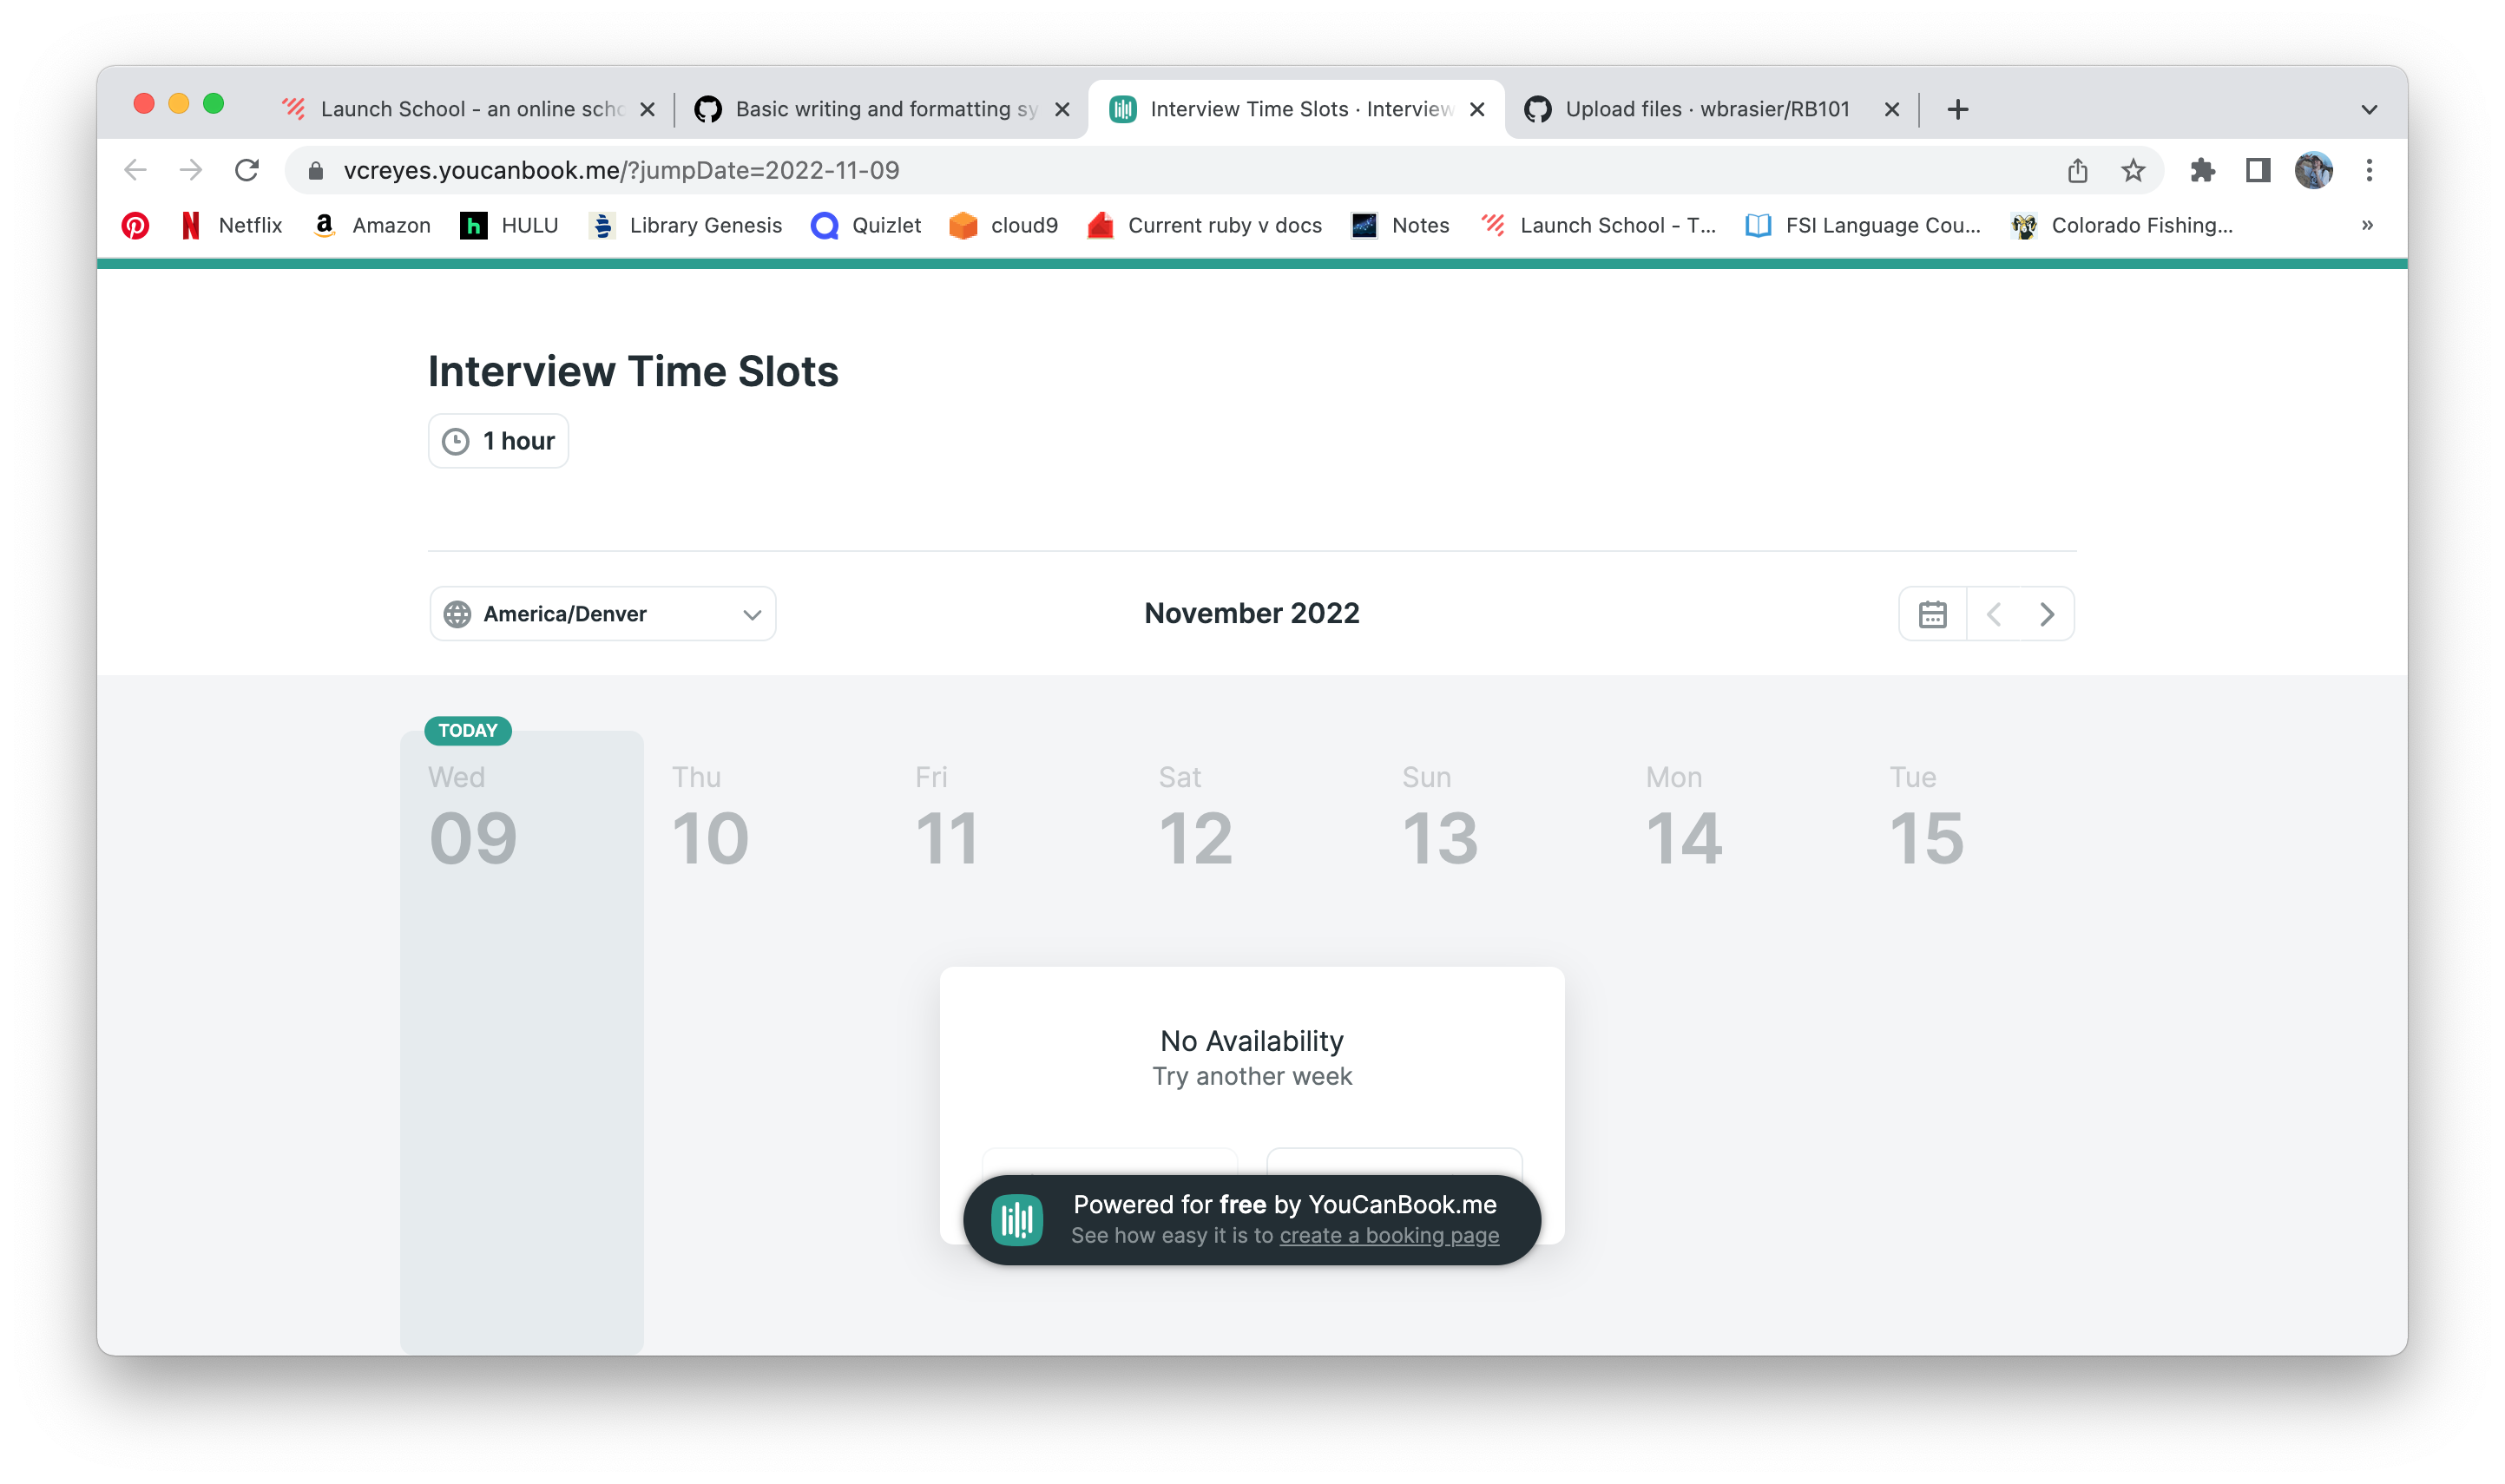 Launch School - an online scho
Basic writing and formatting sy
Interview Time Slots · Interview
Upload files · wbrasier/RB101
vcreyes.youcanbook.me/?jumpDate=2022-11-09
Netflix
Amazon
HULU
Library Genesis
Quizlet
cloud9
Current ruby v docs
Notes
Launch School - T...
FSI Language Cou...
Colorado Fishing...
»
Interview Time Slots
1 hour
America/Denver
November 2022
TODAY
Wed Thu Fri Sat Sun Mon Tue
09 10 11 12 13 14 15
No Availability
Try another week
Powered for free by YouCanBook.me
See how easy it is to create a booking page